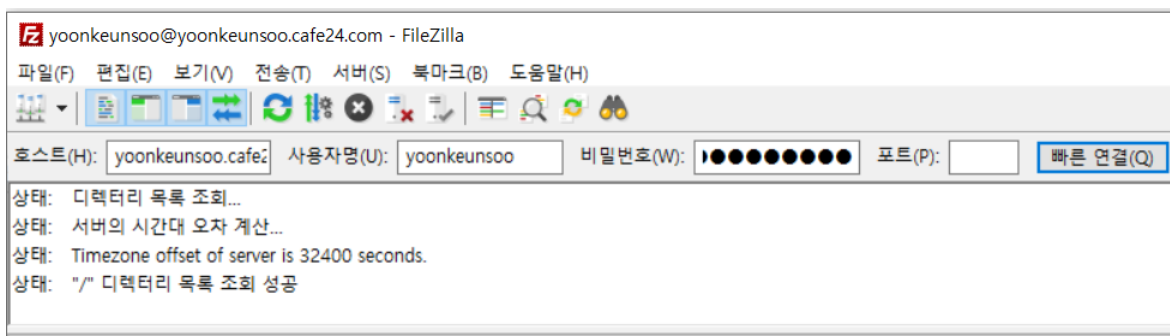 yoonkeunsoo@yoonkeunsoo.cafe24.com - FileZilla
파일(F) 편집(E) 보기(V) 전송(T) 서버(S) 북마크(B) 도움말(H)
호스트(H): yoonkeunsoo.cafe2 사용자명(U): yoonkeunsoo 비밀번호(W): ●●●●●●●●● 포트(P): 빠른 연결(Q)
상태: 디렉터리 목록 조회...
상태: 서버의 시간대 오차 계산...
상태: Timezone offset of server is 32400 seconds.
상태: "/" 디렉터리 목록 조회 성공